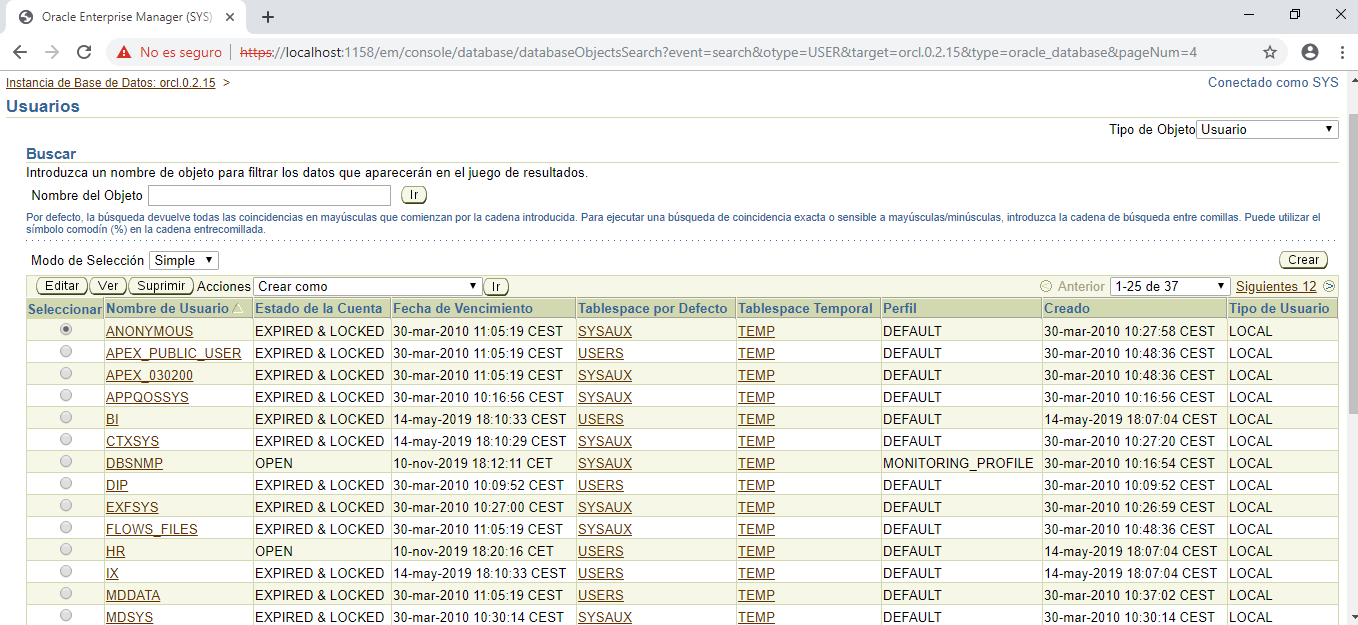 Oracle Enterprise Manager (SYS)
No es seguro https://localhost:1158/em/console/database/databaseObjectsSearch?event=search&otype=USER&target=orcl.0.2.15&type=oracle_database&pageNum=4
Instancia de Base de Datos: orcl.0.2.15 >
Conectado como SYS
Usuarios
Tipo de Objeto Usuario
Buscar
Introduzca un nombre de objeto para filtrar los datos que aparecerán en el juego de resultados.
Nombre del Objeto Ir
Por defecto, la búsqueda devuelve todas las coincidencias en mayúsculas que comienzan por la cadena introducida. Para ejecutar una búsqueda de coincidencia exacta o sensible a mayúsculas/minúsculas, introduzca la cadena de búsqueda entre comillas. Puede utilizar el
símbolo comodín (%) en la cadena entrecomillada.
Modo de Selección Simple Crear
Editar Ver Suprimir Acciones Crear como Ir Anterior 1-25 de 37 Siguientes 12
Seleccionar Nombre de Usuario Estado de la Cuenta Fecha de Vencimiento Tablespace por Defecto Tablespace Temporal Perfil Creado Tipo de Usuario
ANONYMOUS EXPIRED & LOCKED 30-mar-2010 11:05:19 CEST SYSAUX TEMP DEFAULT 30-mar-2010 10:27:58 CEST LOCAL
APEX_PUBLIC_USER EXPIRED & LOCKED 30-mar-2010 11:05:19 CEST USERS TEMP DEFAULT 30-mar-2010 10:48:36 CEST LOCAL
APEX_030200 EXPIRED & LOCKED 30-mar-2010 11:05:19 CEST SYSAUX TEMP DEFAULT 30-mar-2010 10:48:36 CEST LOCAL
APPQOSSYS EXPIRED & LOCKED 30-mar-2010 10:16:56 CEST SYSAUX TEMP DEFAULT 30-mar-2010 10:16:56 CEST LOCAL
BI EXPIRED & LOCKED 14-may-2019 18:10:33 CEST USERS TEMP DEFAULT 14-may-2019 18:07:04 CEST LOCAL
CTXSYS EXPIRED & LOCKED 14-may-2019 18:10:29 CEST SYSAUX TEMP DEFAULT 30-mar-2010 10:27:20 CEST LOCAL
DBSNMP OPEN 10-nov-2019 18:12:11 CET SYSAUX TEMP MONITORING_PROFILE 30-mar-2010 10:16:54 CEST LOCAL
DIP EXPIRED & LOCKED 30-mar-2010 10:09:52 CEST USERS TEMP DEFAULT 30-mar-2010 10:09:52 CEST LOCAL
EXFSYS EXPIRED & LOCKED 30-mar-2010 10:27:00 CEST SYSAUX TEMP DEFAULT 30-mar-2010 10:26:59 CEST LOCAL
FLOWS_FILES EXPIRED & LOCKED 30-mar-2010 11:05:19 CEST SYSAUX TEMP DEFAULT 30-mar-2010 10:48:36 CEST LOCAL
HR OPEN 10-nov-2019 18:20:16 CET USERS TEMP DEFAULT 14-may-2019 18:07:04 CEST LOCAL
IX EXPIRED & LOCKED 14-may-2019 18:10:33 CEST USERS TEMP DEFAULT 14-may-2019 18:07:04 CEST LOCAL
MDDATA EXPIRED & LOCKED 30-mar-2010 11:05:19 CEST USERS TEMP DEFAULT 30-mar-2010 10:37:02 CEST LOCAL
MDSYS EXPIRED & LOCKED 30-mar-2010 10:30:14 CEST SYSAUX TEMP DEFAULT 30-mar-2010 10:30:14 CEST LOCAL